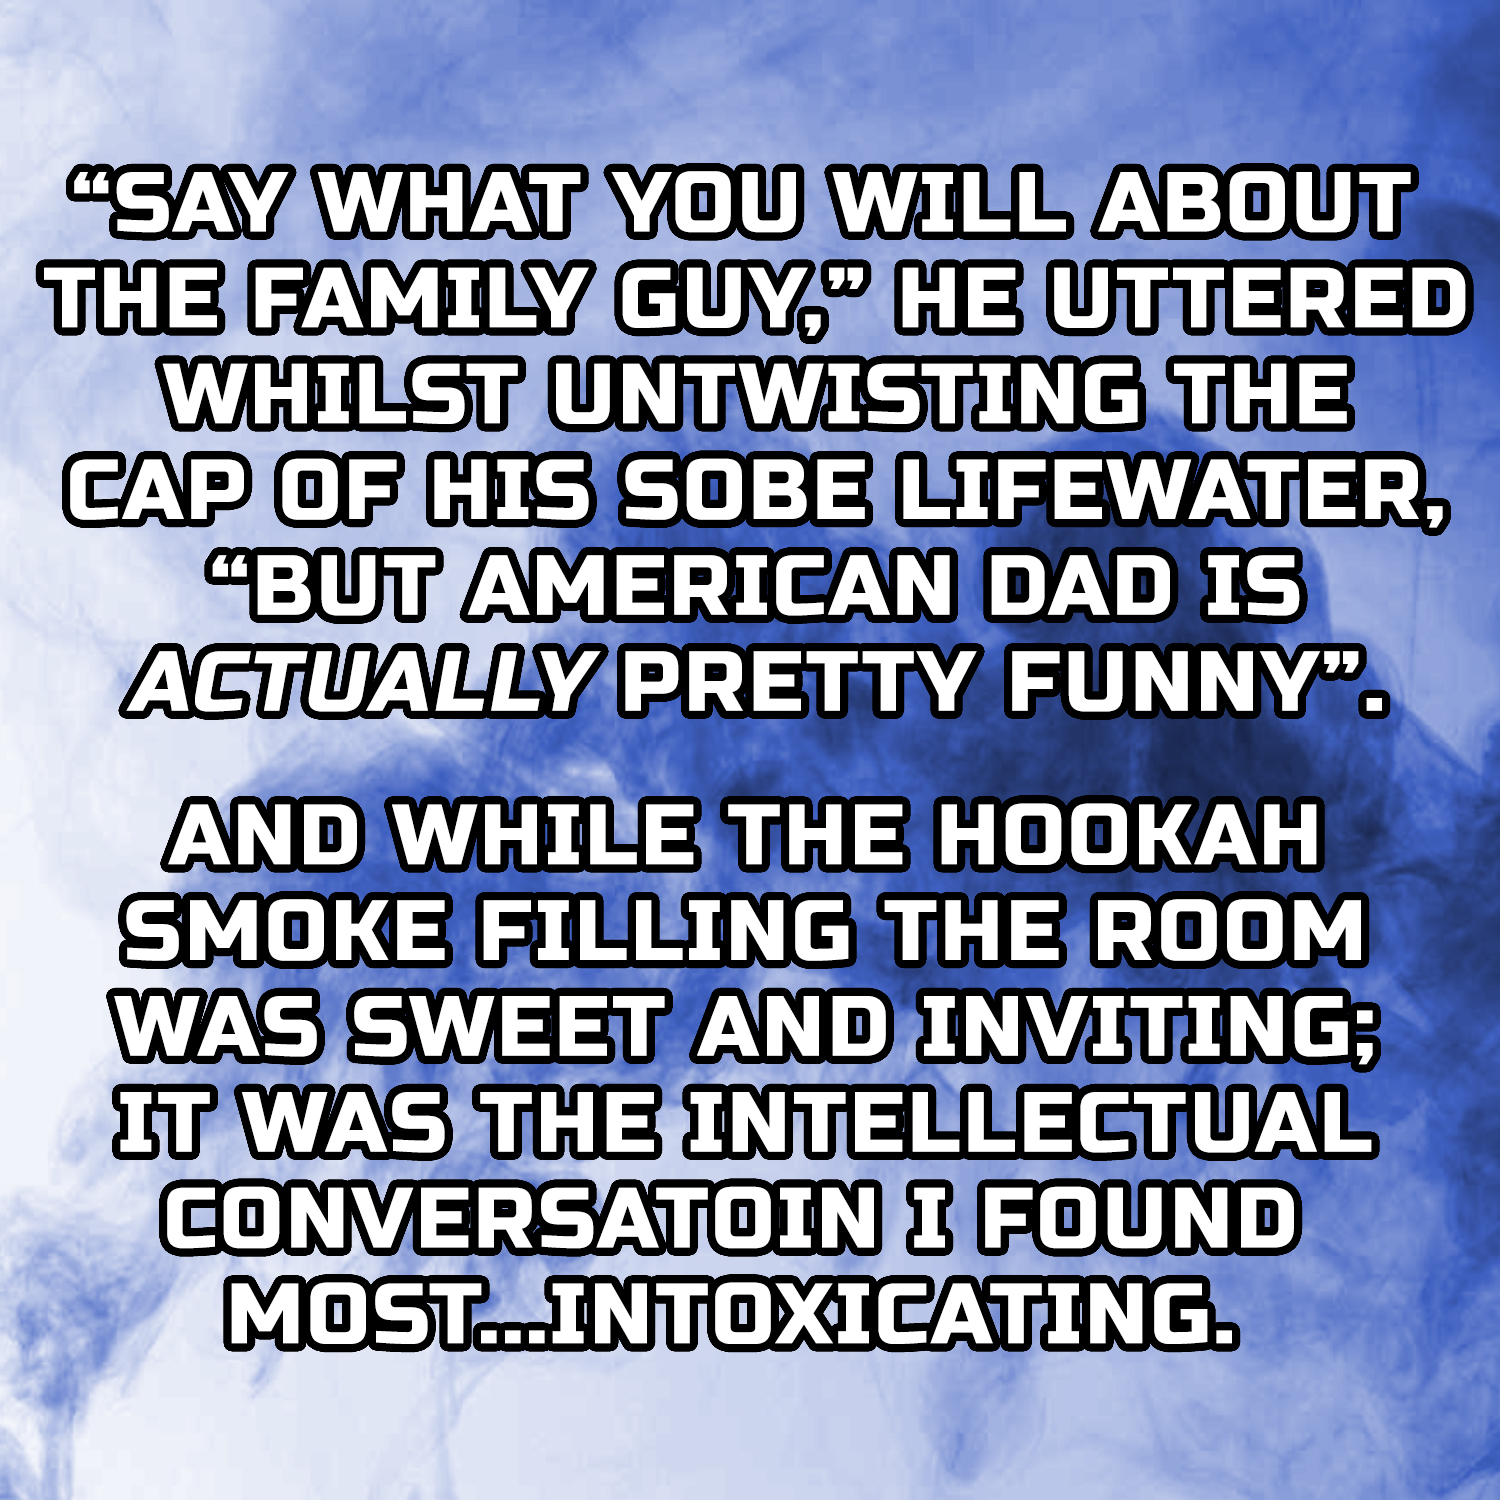 “SAY WHAT YOU WILL ABOUT
THE FAMILY GUY,” HE UTTERED
WHILST UNTWISTING THE
CAP OF HIS SOBE LIFEWATER,
“BUT AMERICAN DAD IS
ACTUALLY PRETTY FUNNY”.
AND WHILE THE HOOKAH
SMOKE FILLING THE ROOM
WAS SWEET AND INVITING;
IT WAS THE INTELLECTUAL
CONVERSATOIN I FOUND
MOST...INTOXICATING.